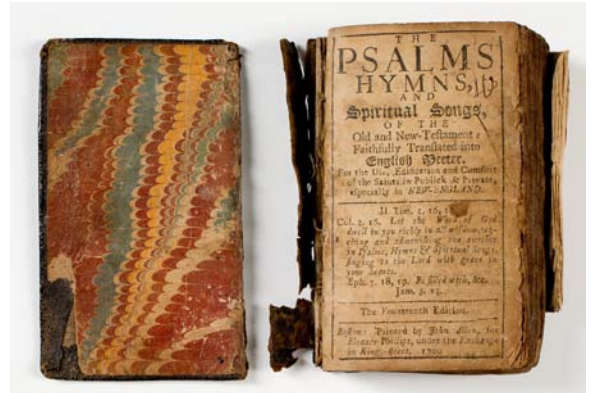 THE
PSALMS
HYMNS,
AND
Spiritual Songs,
OF THE
Old and New-Testament:
Faithfully Translated into
English Meeter.
For the Use, Edification and Comfort
of the Saints in Publick & Private,
especially in NEW-ENGLAND.
II Tim. 3. 16,
Col. 3. 16. Let the Word of God
dwell in you richly in all wisdom, tea-
ching and admonishing one another
in Psalms, Hymns & Spiritual Songs,
singing to the Lord with grace in
your hearts.
Eph. 5. 18, 19. Be filled with, &c.
Jam. 5. 13.
The Fourteenth Edition.
Boston: Printed by John Allen, for
Eleazer Phillips, under the Exchange
in King-street,